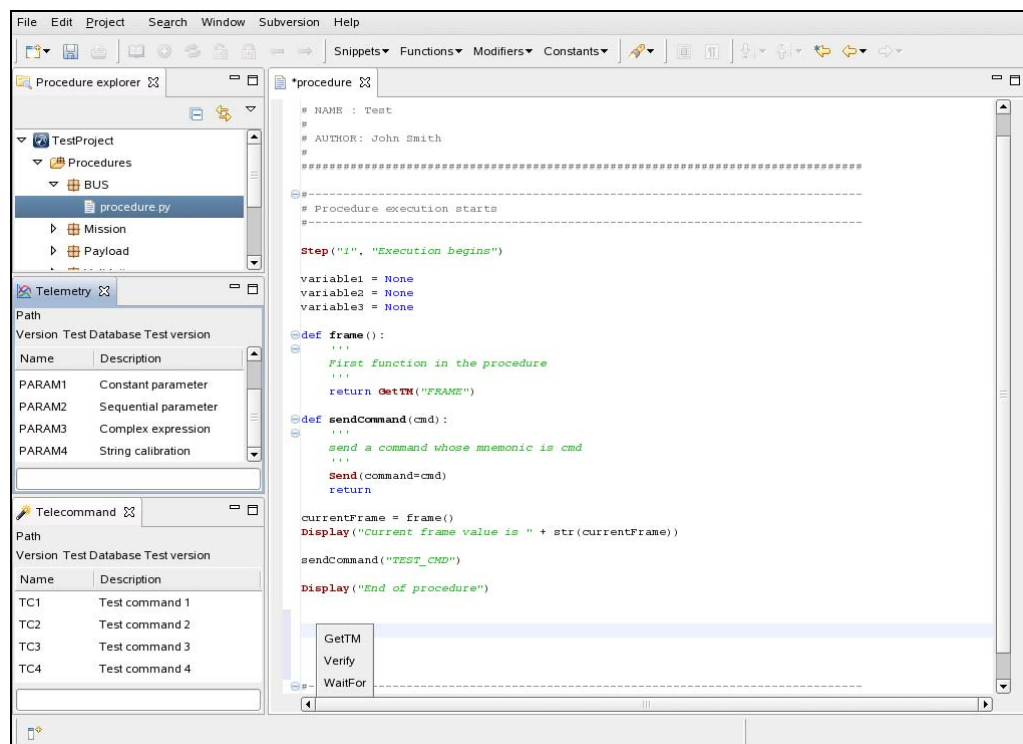 File Edit Project Search Window Subversion Help
Snippets Functions Modifiers Constants
Procedure explorer
TestProject
Procedures
BUS
procedure.py
Mission
Payload
Telemetry
Path
Version Test Database Test version
Name Description
PARAM1 Constant parameter
PARAM2 Sequential parameter
PARAM3 Complex expression
PARAM4 String calibration
Telecommand
Path
Version Test Database Test version
Name Description
TC1 Test command 1
TC2 Test command 2
TC3 Test command 3
TC4 Test command 4
*procedure
# NAME : Test
#
# AUTHOR: John Smith
#
################################################################################
#-------------------------------------------------------------------------------
# Procedure execution starts
#-------------------------------------------------------------------------------
Step("1", "Execution begins")
variable1 = None
variable2 = None
variable3 = None
def frame():
'''
First function in the procedure
'''
return GetTM("FRAME")
def sendCommand(cmd):
'''
send a command whose mnemonic is cmd
'''
Send(command=cmd)
return
currentFrame = frame()
Display("Current frame value is " + str(currentFrame))
sendCommand("TEST_CMD")
Display("End of procedure")
GetTM
Verify
WaitFor
#-------------------------------------------------------------------------------